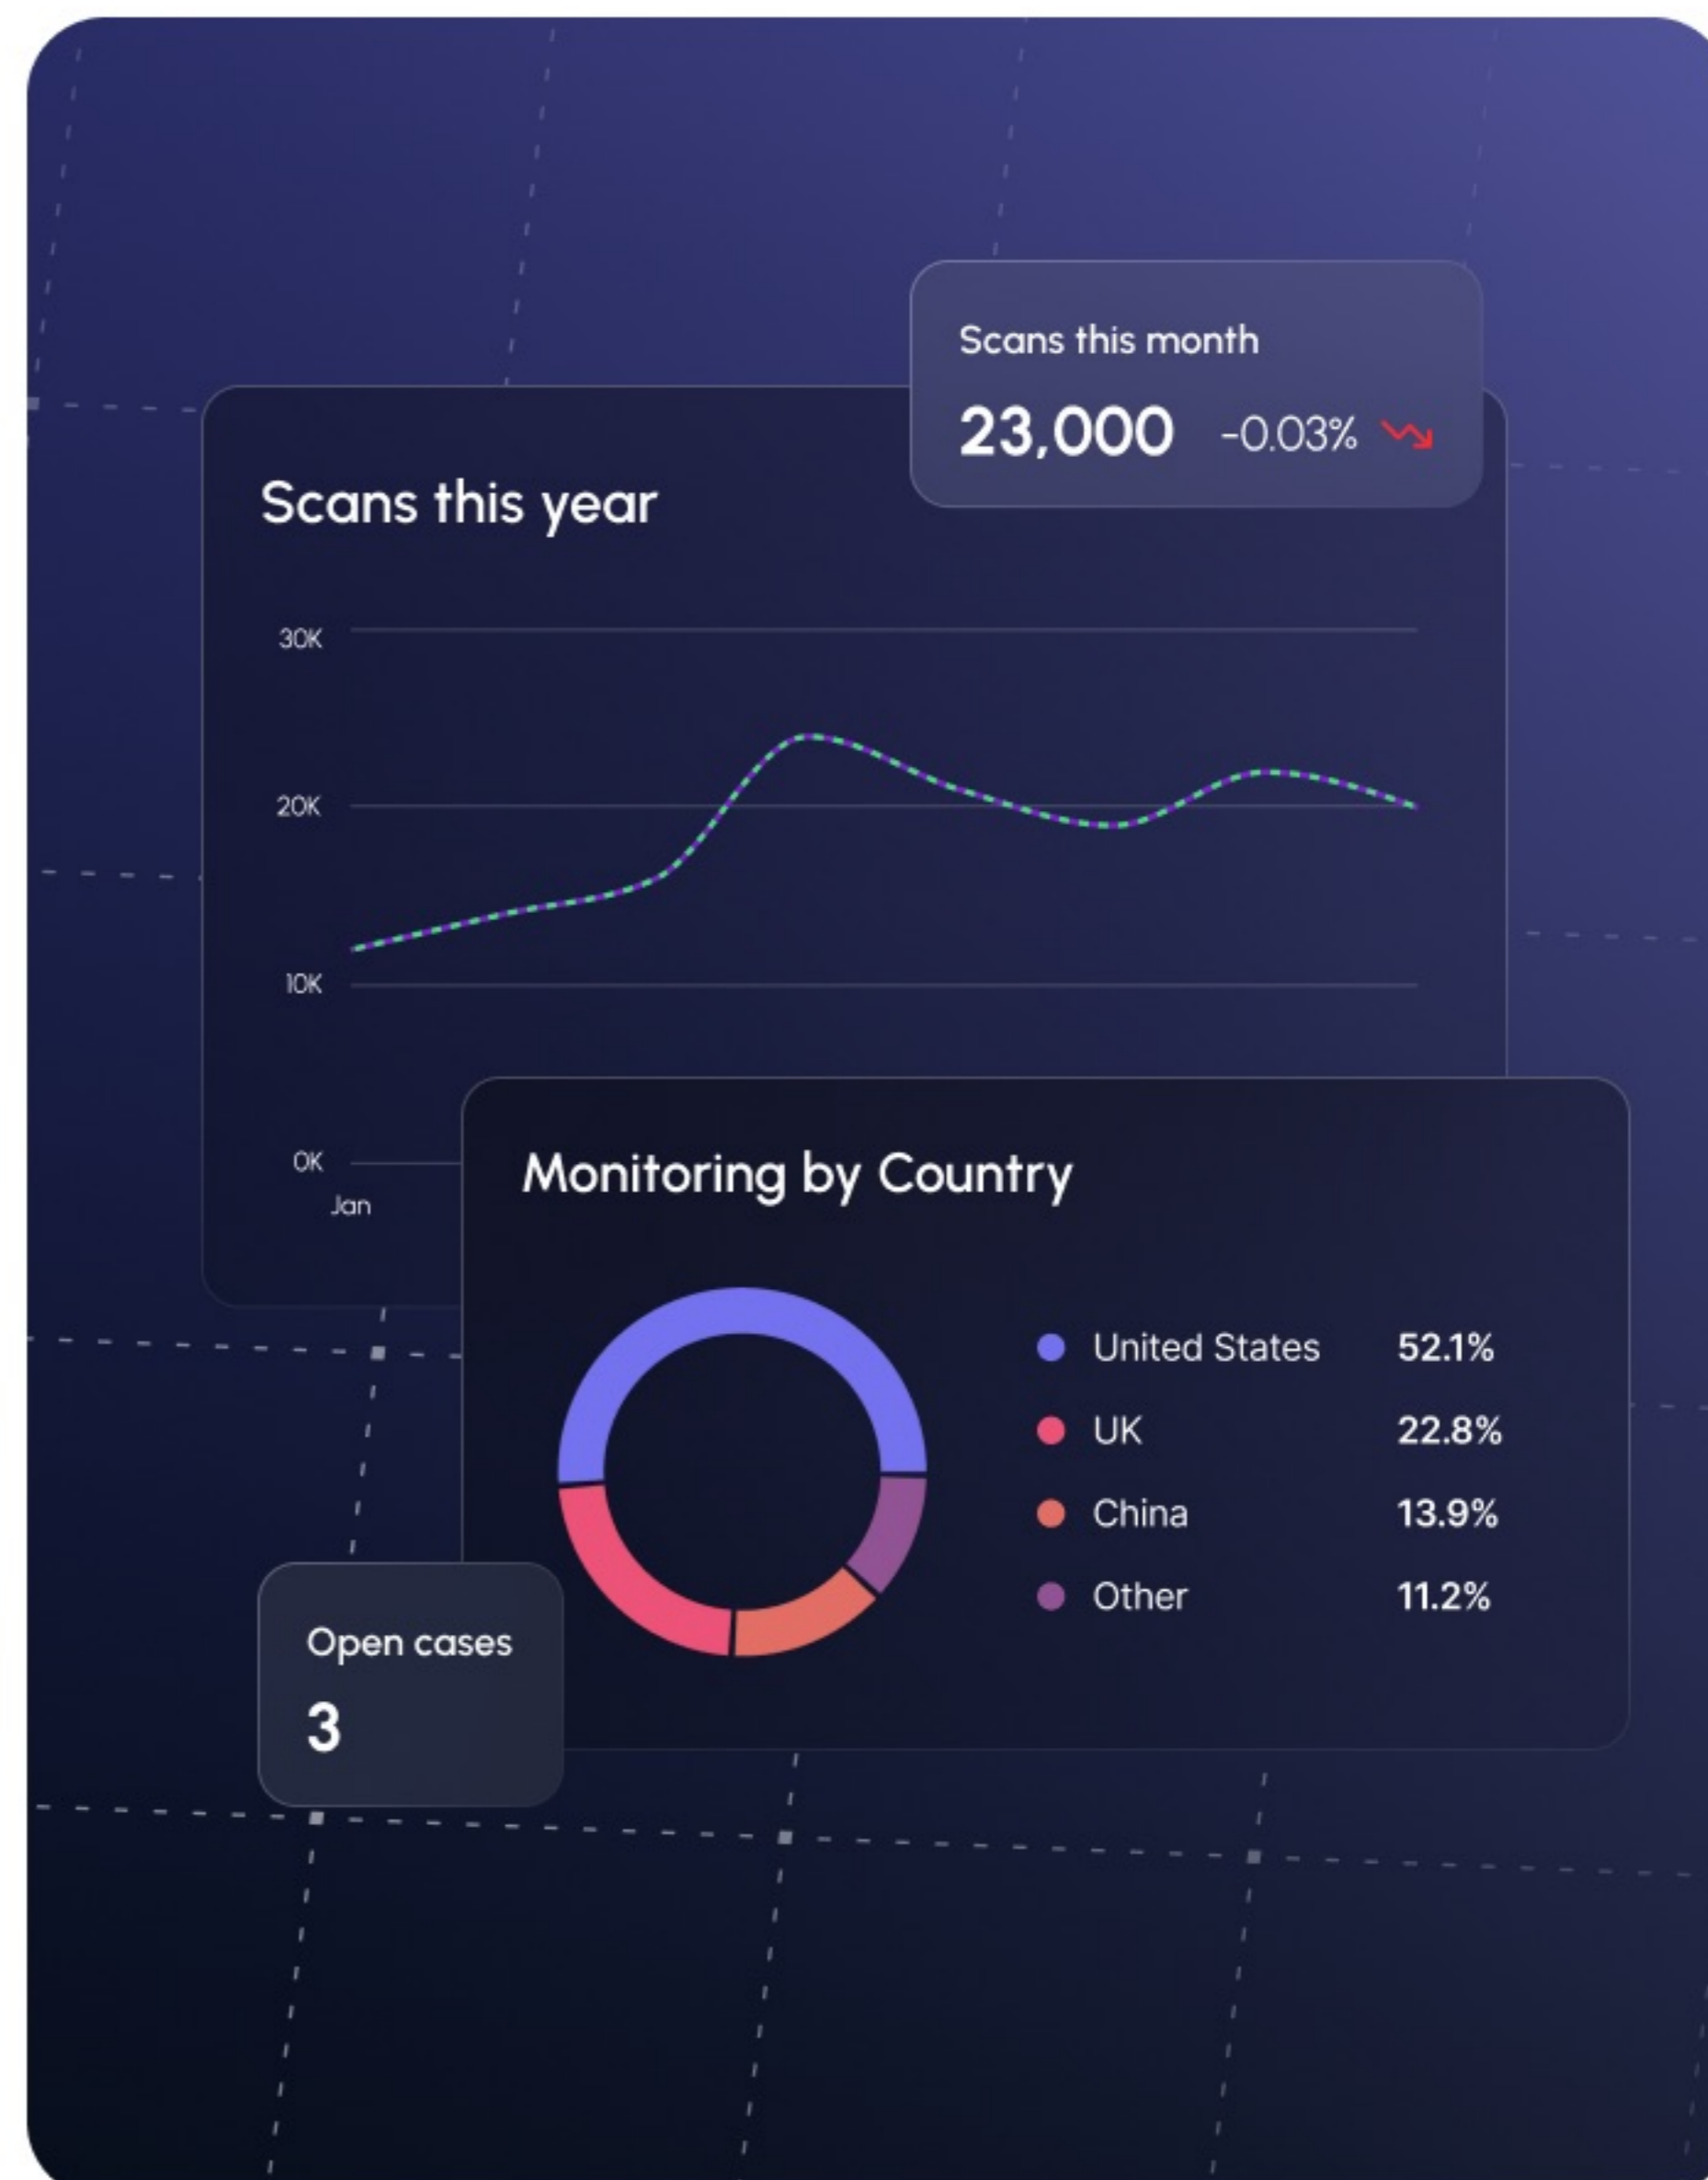 Scans this month
23,000 -0.03%
Scans this year
30K
20K
10K
0K
Jan
Monitoring by Country
United States 52.1%
UK 22.8%
China 13.9%
Other 11.2%
Open cases
3